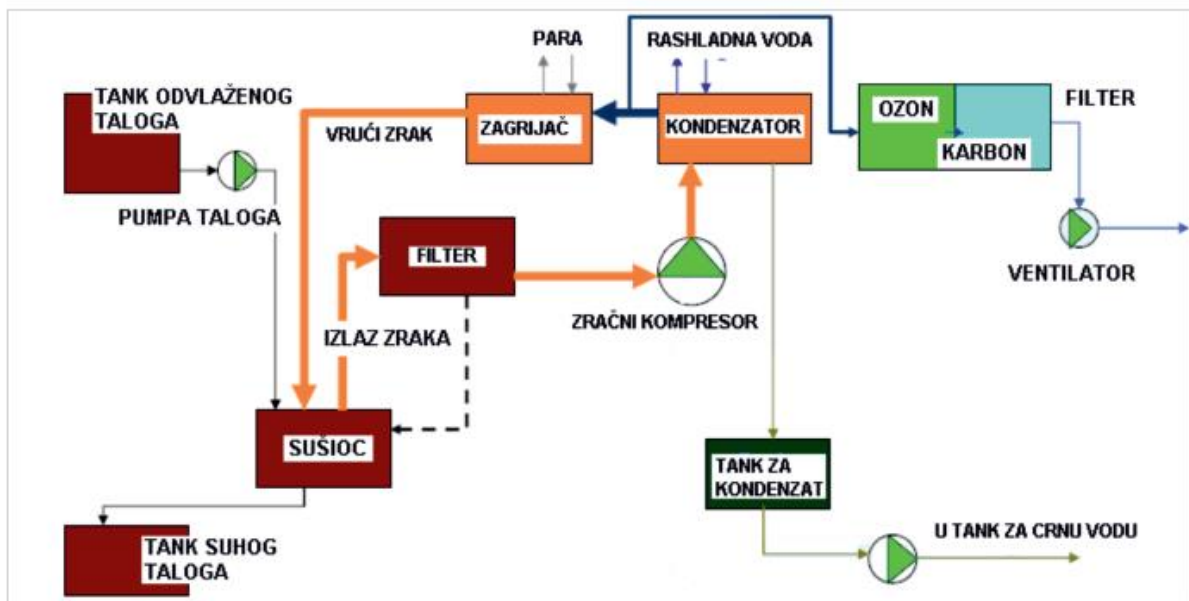 PARA
RASHLADNA VODA
TANK ODVLAŽENOG
TALOGA
VRUĆI ZRAK
ZAGRIJAČ
KONDENZATOR
OZON
KARBON
FILTER
PUMPA TALOGA
FILTER
VENTILATOR
ZRAČNI KOMPRESOR
IZLAZ ZRAKA
SUŠIOC
TANK ZA
KONDENZAT
TANK SUHOG
TALOGA
U TANK ZA CRNU VODU